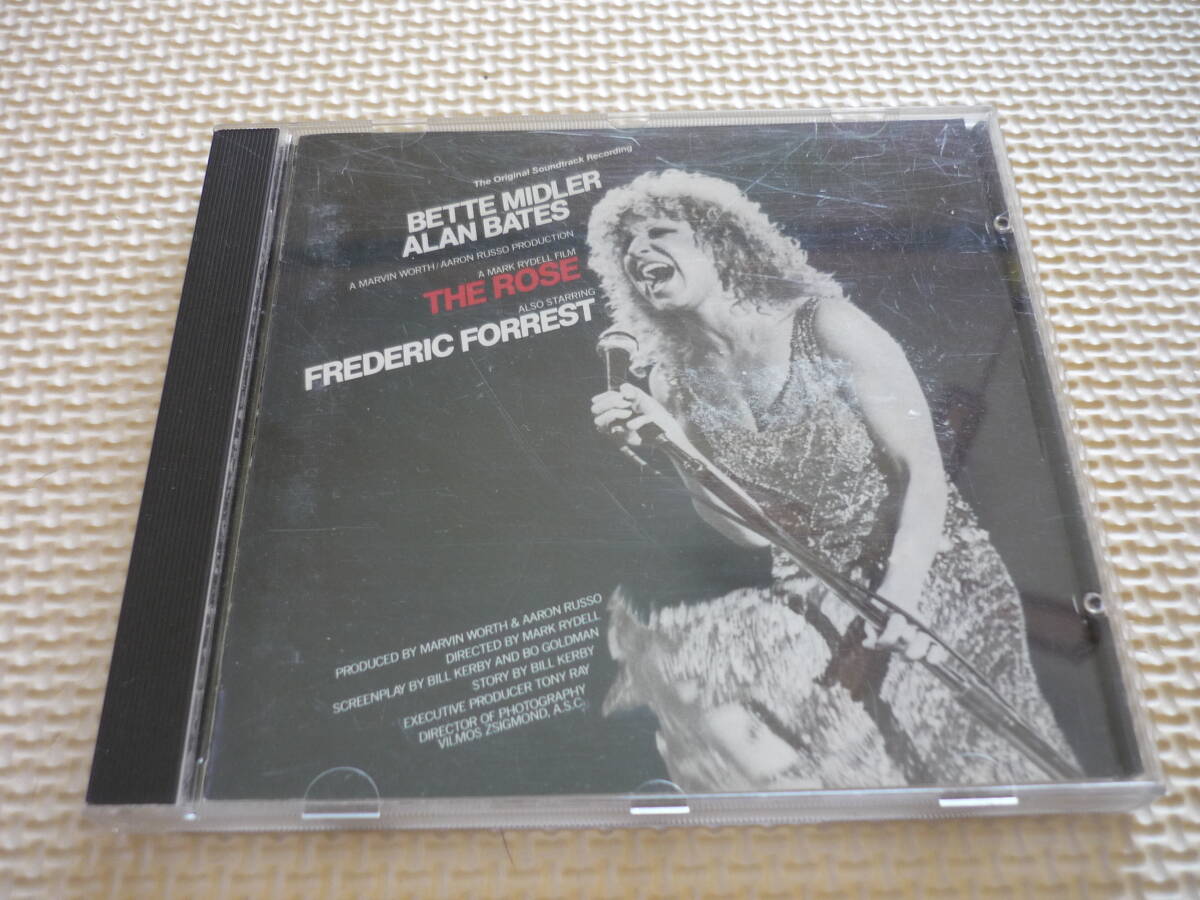 The Original Soundtrack Recording
BETTE MIDLER
ALAN BATES
A MARVIN WORTH/AARON RUSSO PRODUCTION
A MARK RYDELL FILM
THE ROSE
ALSO STARRING
FREDERIC FORREST
PRODUCED BY MARVIN WORTH & AARON RUSSO
DIRECTED BY MARK RYDELL
SCREENPLAY BY BILL KERBY AND BO GOLDMAN
STORY BY BILL KERBY
EXECUTIVE PRODUCER TONY RAY
DIRECTOR OF PHOTOGRAPHY
VILMOS ZSIGMOND, A.S.C.